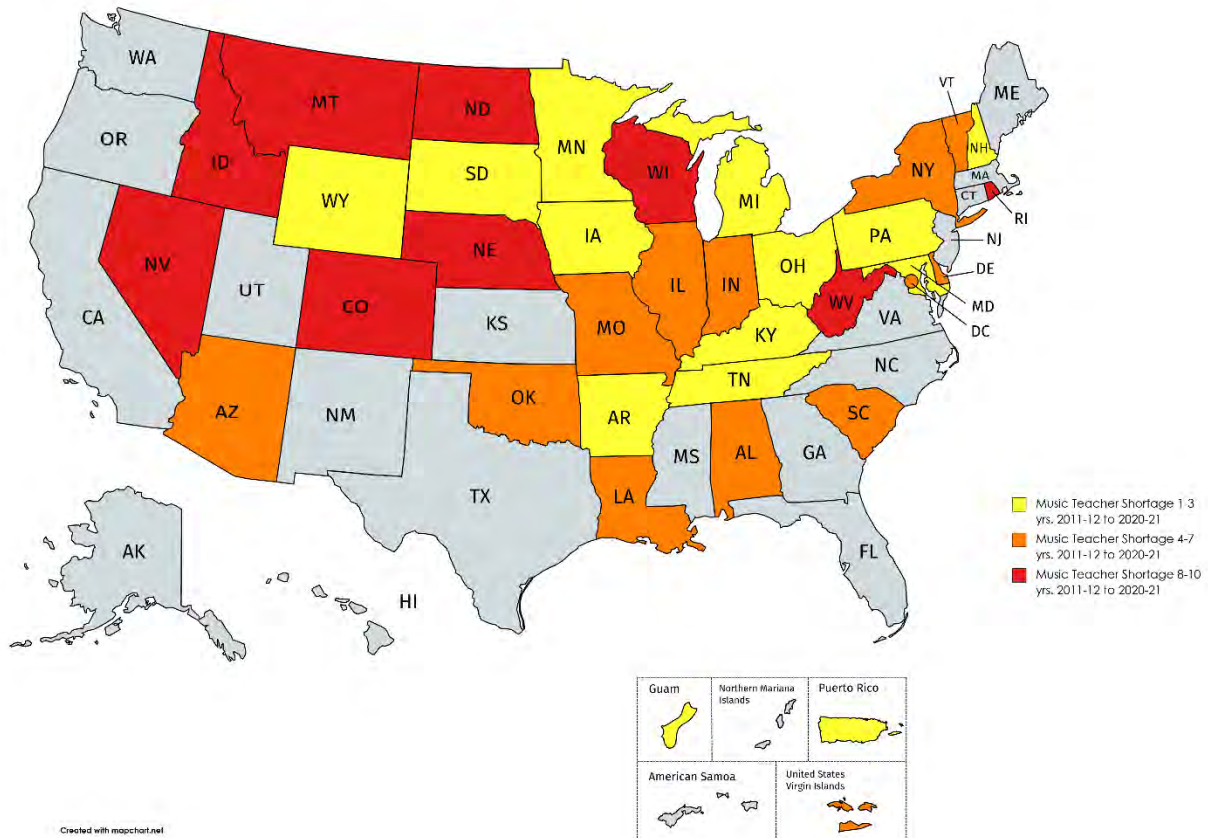 WA
OR
CA
ID
NV
MT
WY
UT
AZ
CO
NM
ND
SD
NE
KS
OK
TX
MN
IA
MO
AR
LA
WI
IL
MI
IN
OH
KY
TN
MS
AL
GA
FL
SC
NC
VA
WV
PA
NY
VT
NH
ME
MA
CT
RI
NJ
DE
MD
DC
AK
HI
Music Teacher Shortage 1-3
yrs. 2011-12 to 2020-21
Music Teacher Shortage 4-7
yrs. 2011-12 to 2020-21
Music Teacher Shortage 8-10
yrs. 2011-12 to 2020-21
Guam
Northern Mariana
Islands
Puerto Rico
American Samoa
United States
Virgin Islands
Created with mapchart.net